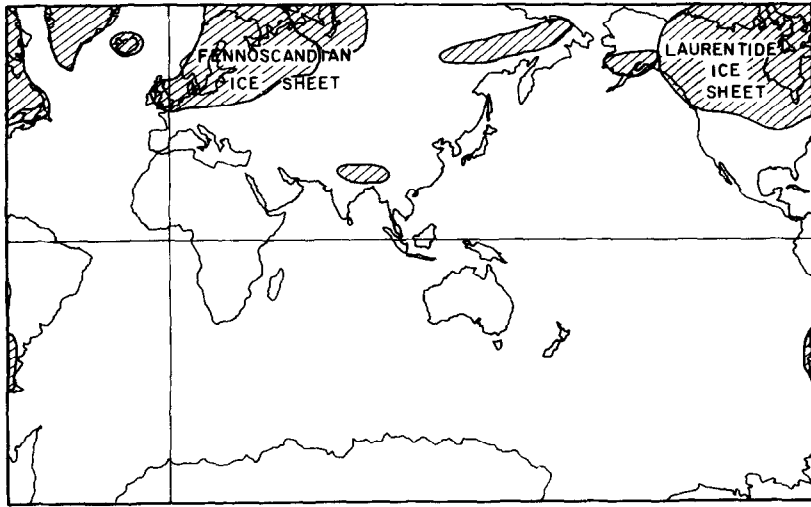 FENNOSCANDIAN
ICE SHEET
LAURENTIDE
ICE
SHEET